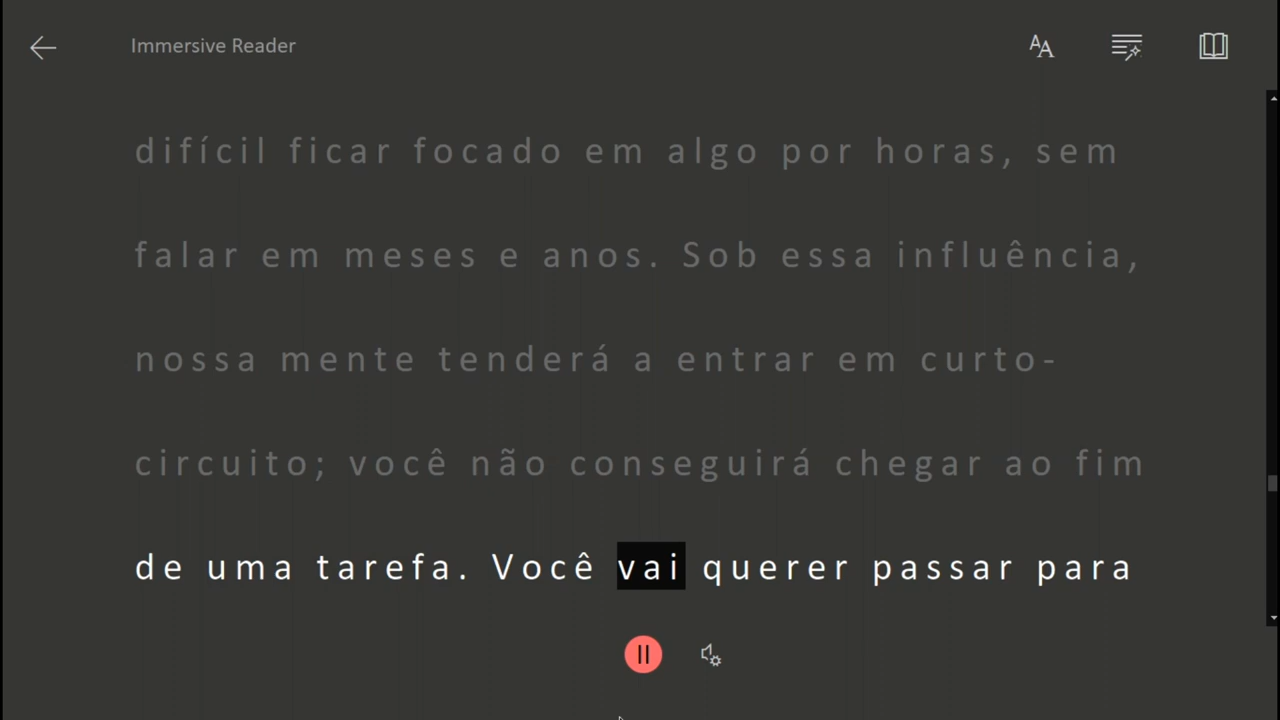 Immersive Reader
difícil ficar focado em algo por horas, sem
falar em meses e anos. Sob essa influência,
nossa mente tenderá a entrar em curto-
circuito; você não conseguirá chegar ao fim
de uma tarefa. Você vai querer passar para